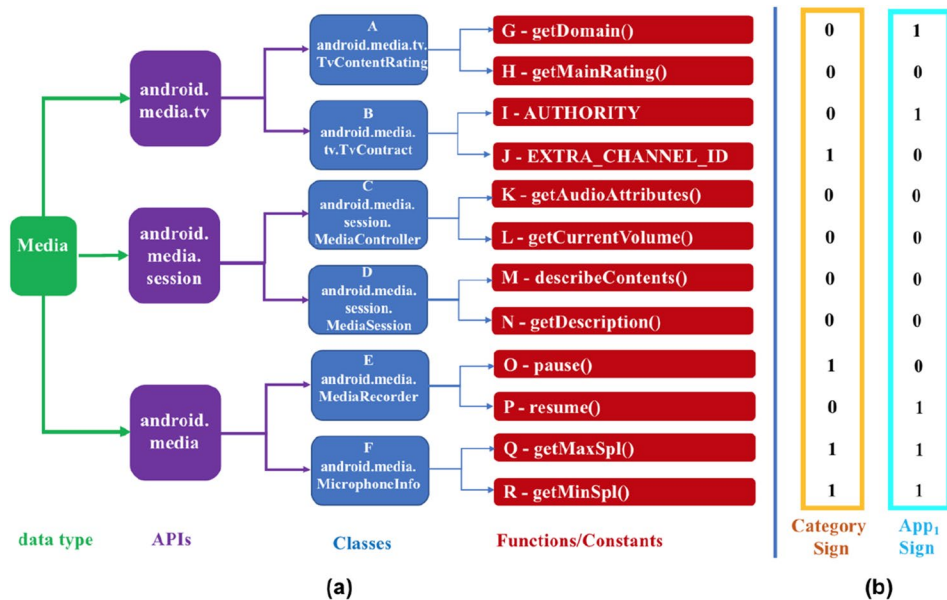 Media
android.
media.tv
android.
media.
session
android.
media
A
android.media.tv.
TvContentRating
B
android.media.
tv.TvContract
C
android.media.
session.
MediaController
D
android.media.
session.
MediaSession
E
android.media.
MediaRecorder
F
android.media.
MicrophoneInfo
G - getDomain()
H - getMainRating()
I - AUTHORITY
J - EXTRA_CHANNEL_ID
K - getAudioAttributes()
L - getCurrentVolume()
M - describeContents()
N - getDescription()
O - pause()
P - resume()
Q - getMaxSpl()
R - getMinSpl()
data type
APIs
Classes
Functions/Constants
(a)
0 1
0 0
0 1
1 0
0 0
0 0
0 0
0 0
1 0
0 1
1 1
1 1
Category
Sign
App₁
Sign
(b)